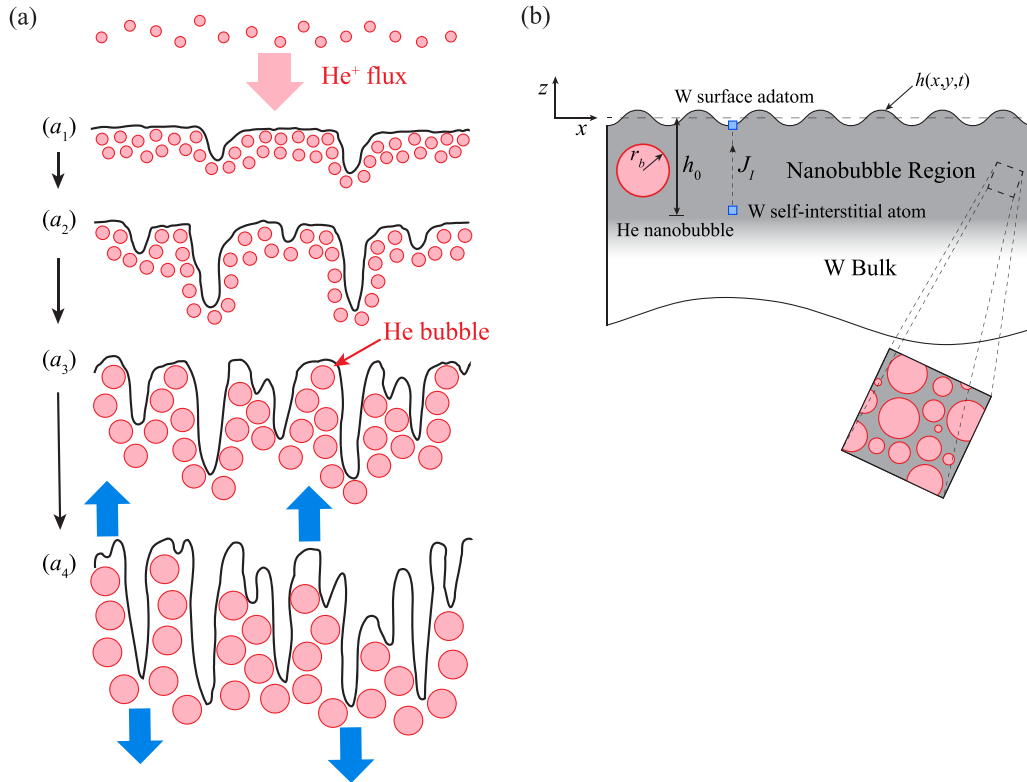 (a)
He⁺ flux
(a₁)
(a₂)
He bubble
(a₃)
(a₄)
(b)
z
x
h(x,y,t)
W surface adatom
r_b
h₀
J_I
Nanobubble Region
W self-interstitial atom
He nanobubble
W Bulk